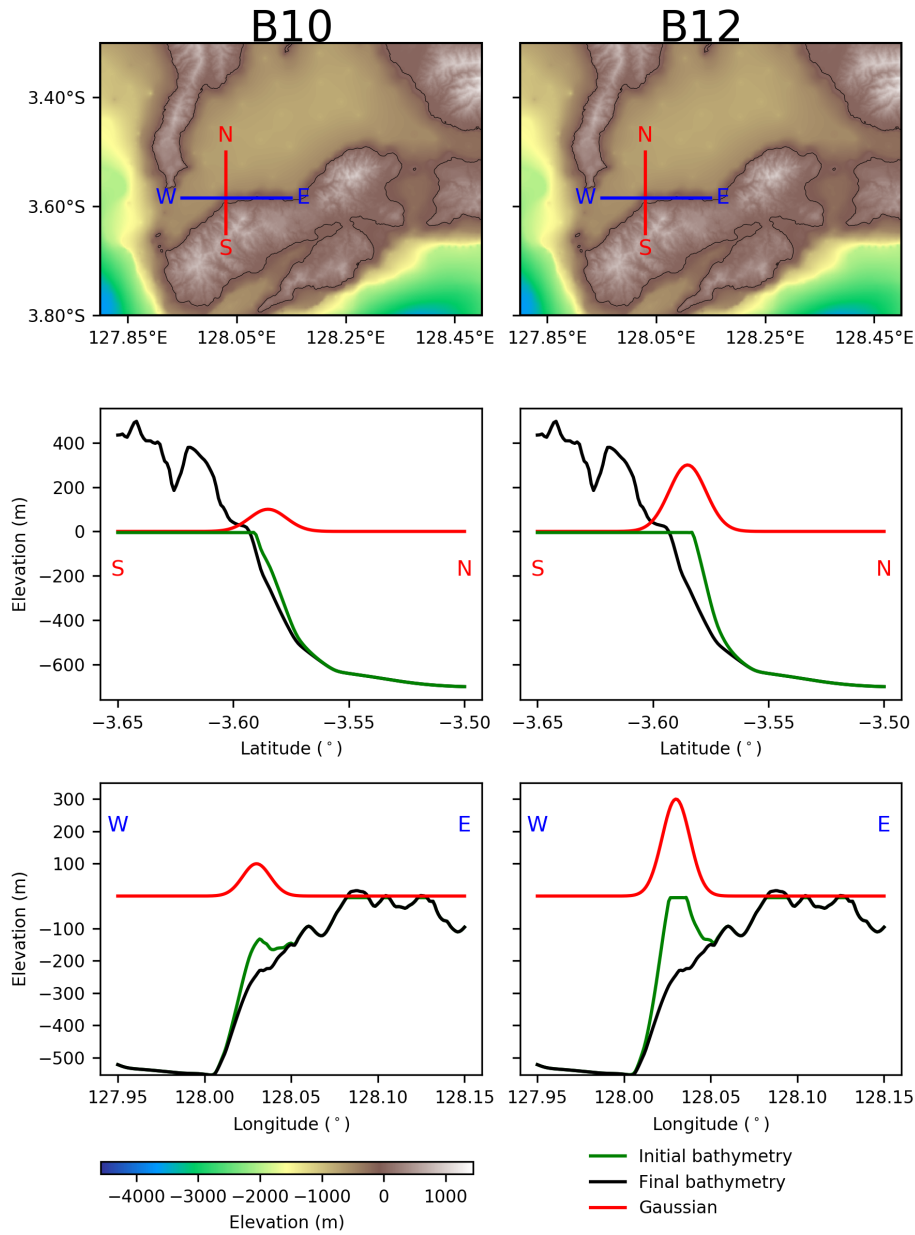 B10 B12
N N
3.40°S
W E W E
3.60°S
S S
3.80°S
127.85°E 128.05°E 128.25°E 128.45°E 127.85°E 128.05°E 128.25°E 128.45°E
400
200
0
−200
−400
−600
Elevation (m)
S N S N
−3.65 −3.60 −3.55 −3.50 −3.65 −3.60 −3.55 −3.50
Latitude (°) Latitude (°)
300
200
100
−100
−200
−300
−400
−500
Elevation (m)
W E W E
127.95 128.00 128.05 128.10 128.15 127.95 128.00 128.05 128.10 128.15
Longitude (°) Longitude (°)
−4000 −3000 −2000 −1000 0 1000
Elevation (m)
Initial bathymetry
Final bathymetry
Gaussian